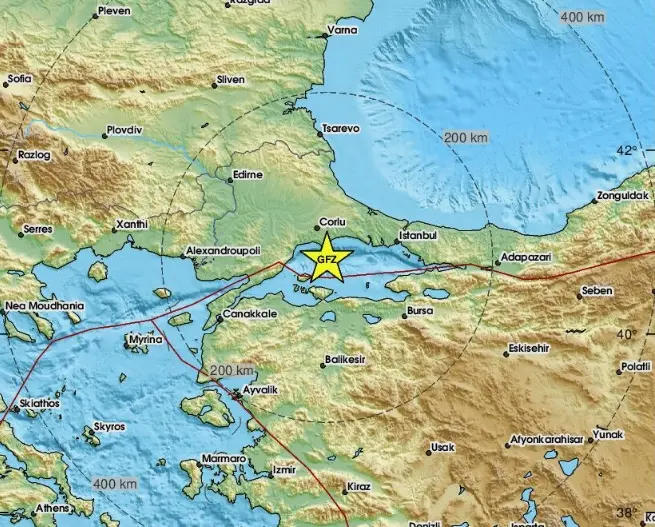 Pleven
Razgrad
400 km
Varna
Sofia
Sliven
Plovdiv
Tsarevo
200 km
42°
Razlog
Edirne
Zonguldak
Serres
Xanthi
Corlu
Istanbul
Alexandroupoli
GFZ
Adapazari
Nea Moudhania
Canakkale
Bursa
Seben
40°
Myrina
Balikesir
Eskisehir
Polatli
200 km
Ayvalik
Skiathos
Skyros
Usak
Afyonkarahisar
Yunak
Marmaro
Izmir
400 km
Kiraz
Athens
Denizli
Isparta
38°